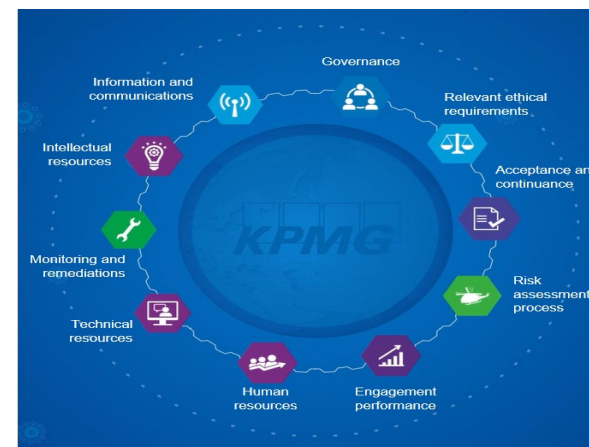 Governance
Relevant ethical
requirements
Acceptance an
continuance
Risk
assessment
process
Engagement
performance
Human
resources
Technical
resources
Monitoring and
remediations
Intellectual
resources
Information and
communications
KPMG